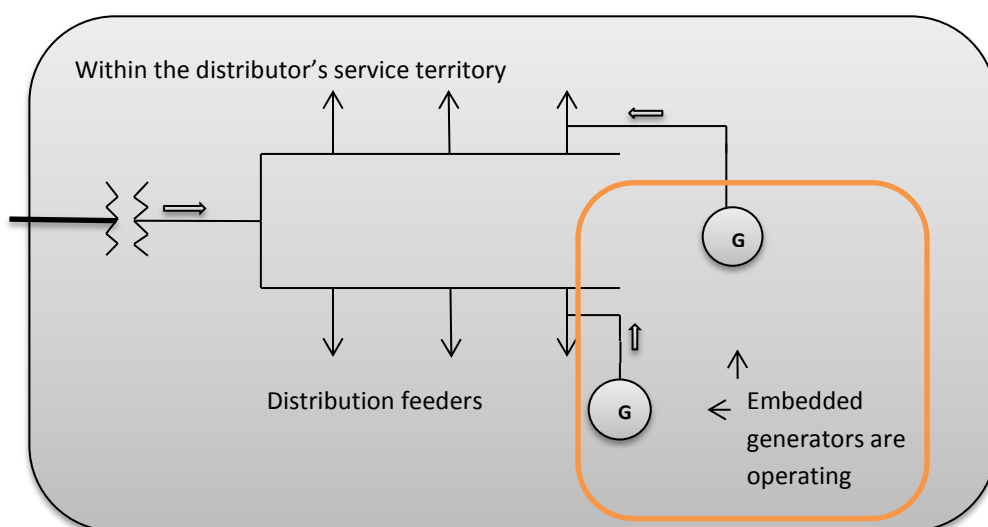 Within the distributor’s service territory
G
G
Distribution feeders
Embedded
generators are
operating